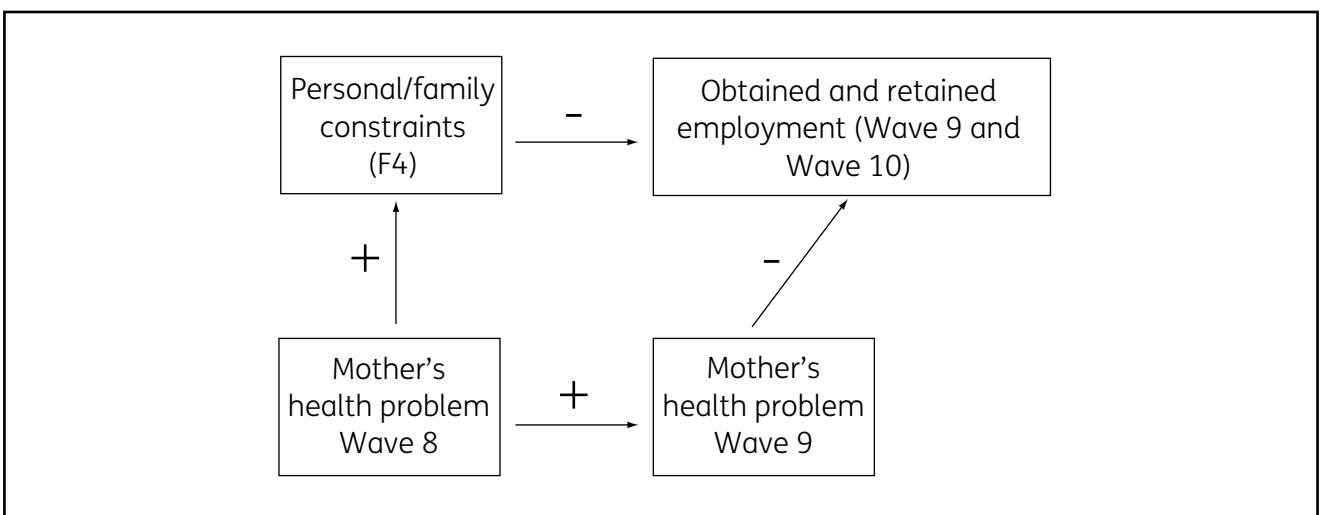 Personal/family
constraints
(F4)
-
Obtained and retained
employment (Wave 9 and
Wave 10)
+
-
Mother’s
health problem
Wave 8
+
Mother’s
health problem
Wave 9